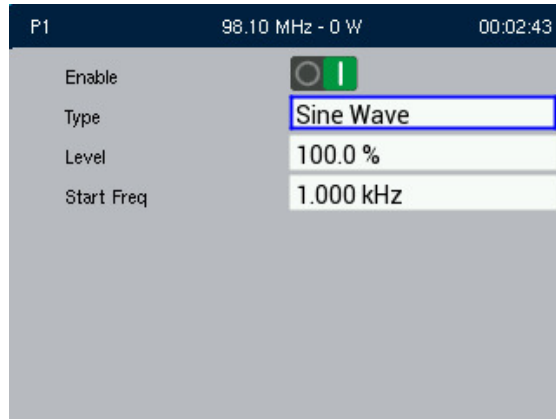 P1 98.10 MHz - 0 W 00:02:43
Enable
Type Sine Wave
Level 100.0 %
Start Freq 1.000 kHz